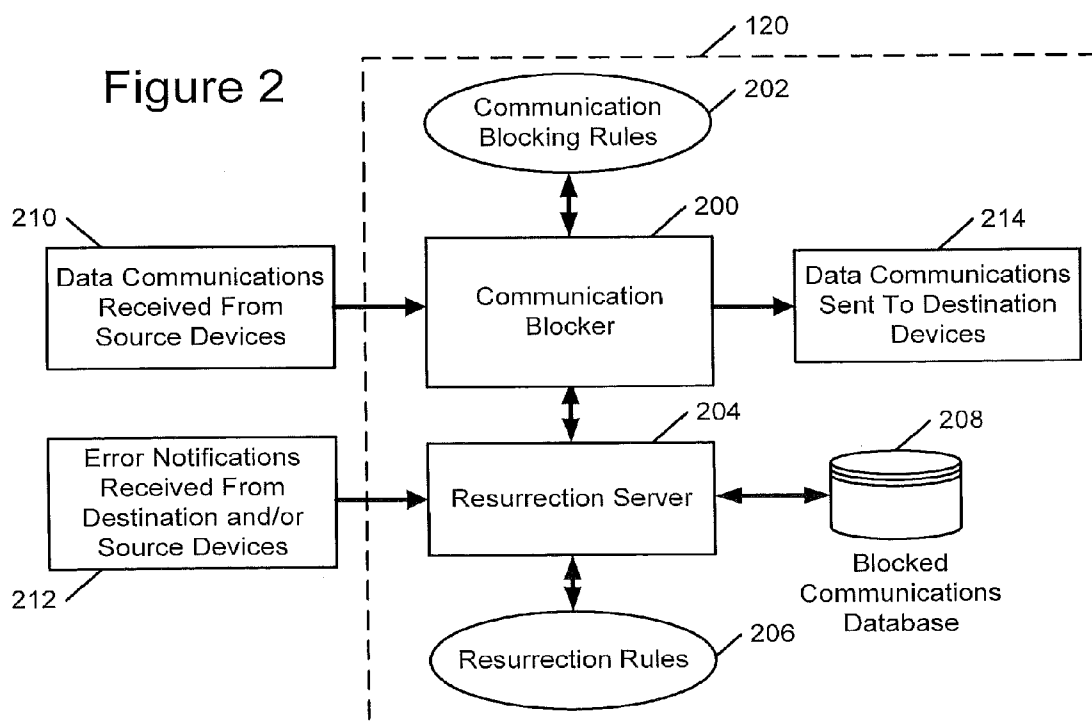 120
Figure 2
202
Communication
Blocking Rules
210
200
214
Data Communications
Received From
Source Devices
Communication
Blocker
Data Communications
Sent To Destination
Devices
204
208
Error Notifications
Received From
Destination and/or
Source Devices
Resurrection Server
Blocked
Communications
Database
212
206
Resurrection Rules